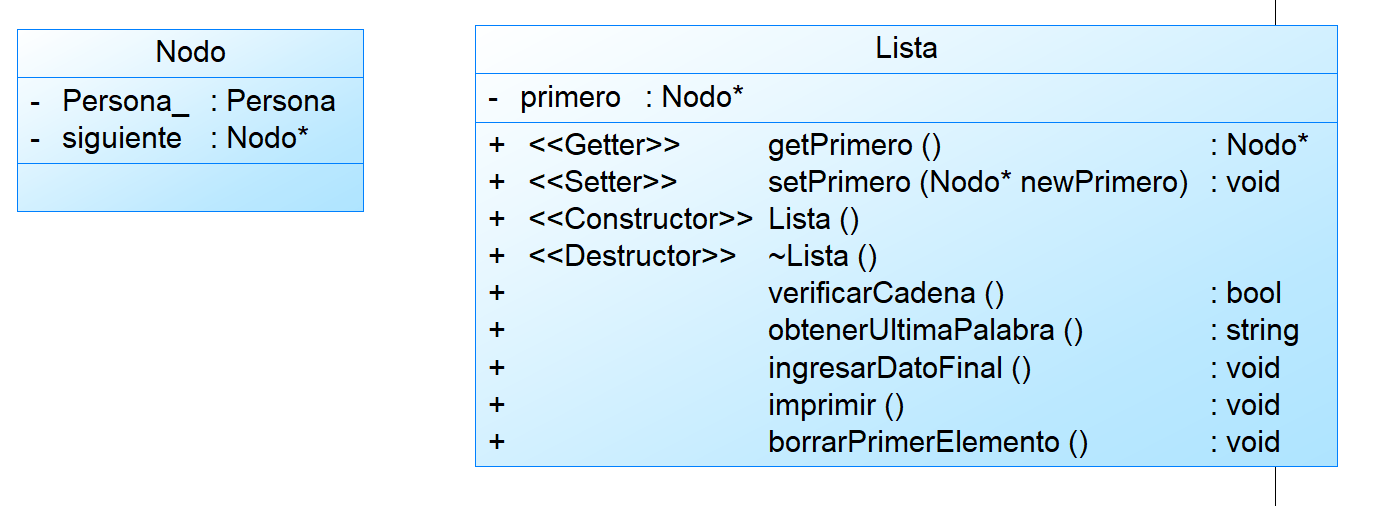 Nodo
- Persona_ : Persona
- siguiente : Nodo*
Lista
- primero : Nodo*
+ <<Getter>> getPrimero () : Nodo*
+ <<Setter>> setPrimero (Nodo* newPrimero) : void
+ <<Constructor>> Lista ()
+ <<Destructor>> ~Lista ()
+ verificarCadena () : bool
+ obtenerUltimaPalabra () : string
+ ingresarDatoFinal () : void
+ imprimir () : void
+ borrarPrimerElemento () : void